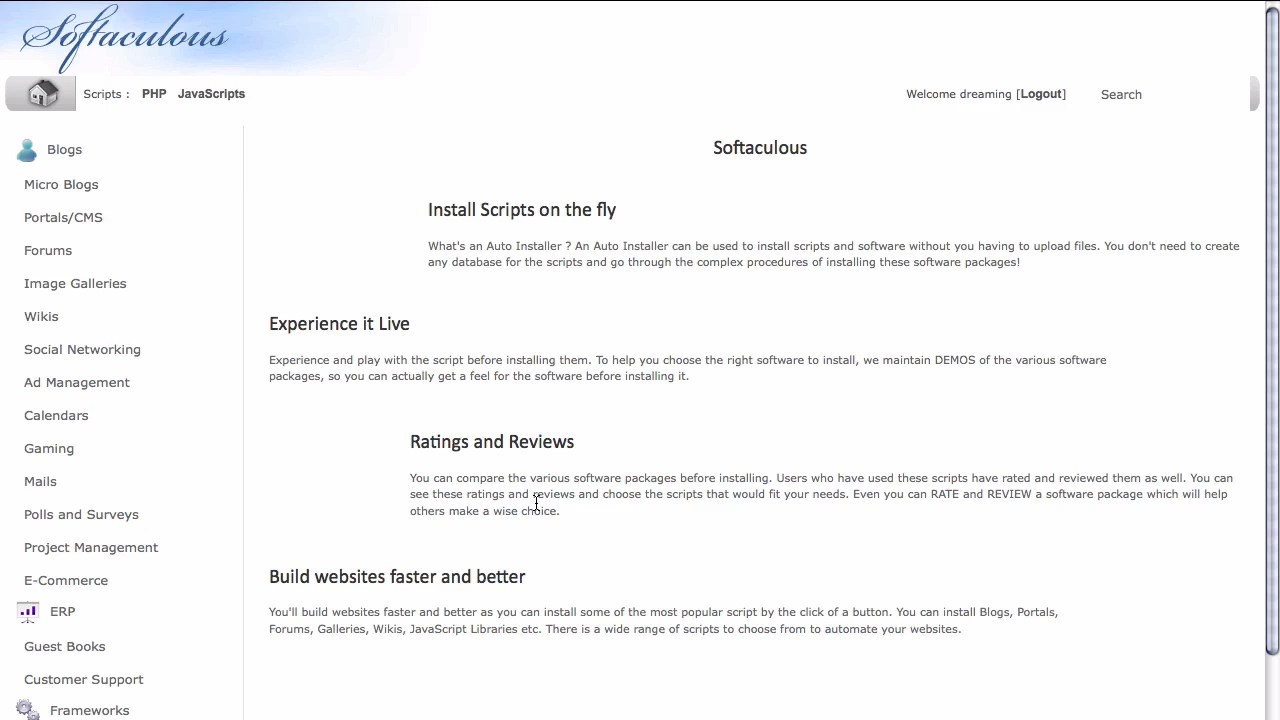 Softaculous
Scripts : PHP JavaScripts
Welcome dreaming [Logout]
Search
Blogs
Micro Blogs
Portals/CMS
Forums
Image Galleries
Wikis
Social Networking
Ad Management
Calendars
Gaming
Mails
Polls and Surveys
Project Management
E-Commerce
ERP
Guest Books
Customer Support
Frameworks
Softaculous
Install Scripts on the fly
What's an Auto Installer ? An Auto Installer can be used to install scripts and software without you having to upload files. You don't need to create
any database for the scripts and go through the complex procedures of installing these software packages!
Experience it Live
Experience and play with the script before installing them. To help you choose the right software to install, we maintain DEMOS of the various software
packages, so you can actually get a feel for the software before installing it.
Ratings and Reviews
You can compare the various software packages before installing. Users who have used these scripts have rated and reviewed them as well. You can
see these ratings and reviews and choose the scripts that would fit your needs. Even you can RATE and REVIEW a software package which will help
others make a wise choice.
Build websites faster and better
You'll build websites faster and better as you can install some of the most popular script by the click of a button. You can install Blogs, Portals,
Forums, Galleries, Wikis, JavaScript Libraries etc. There is a wide range of scripts to choose from to automate your websites.